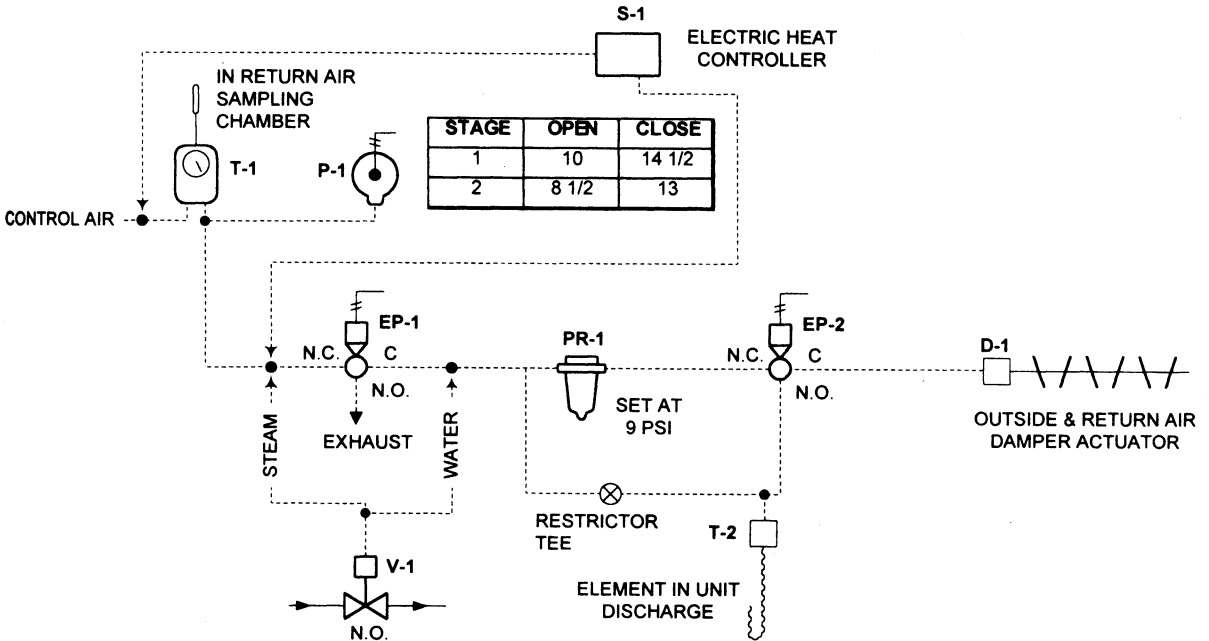 S-1
ELECTRIC HEAT
CONTROLLER
IN RETURN AIR
SAMPLING
CHAMBER
T-1
P-1
STAGE OPEN CLOSE
1 10 14 1/2
2 8 1/2 13
CONTROL AIR
EP-1
N.C.
C
N.O.
EXHAUST
STEAM
WATER
PR-1
SET AT
9 PSI
EP-2
N.C.
C
N.O.
D-1
OUTSIDE & RETURN AIR
DAMPER ACTUATOR
RESTRICTOR
TEE
T-2
ELEMENT IN UNIT
DISCHARGE
V-1
N.O.